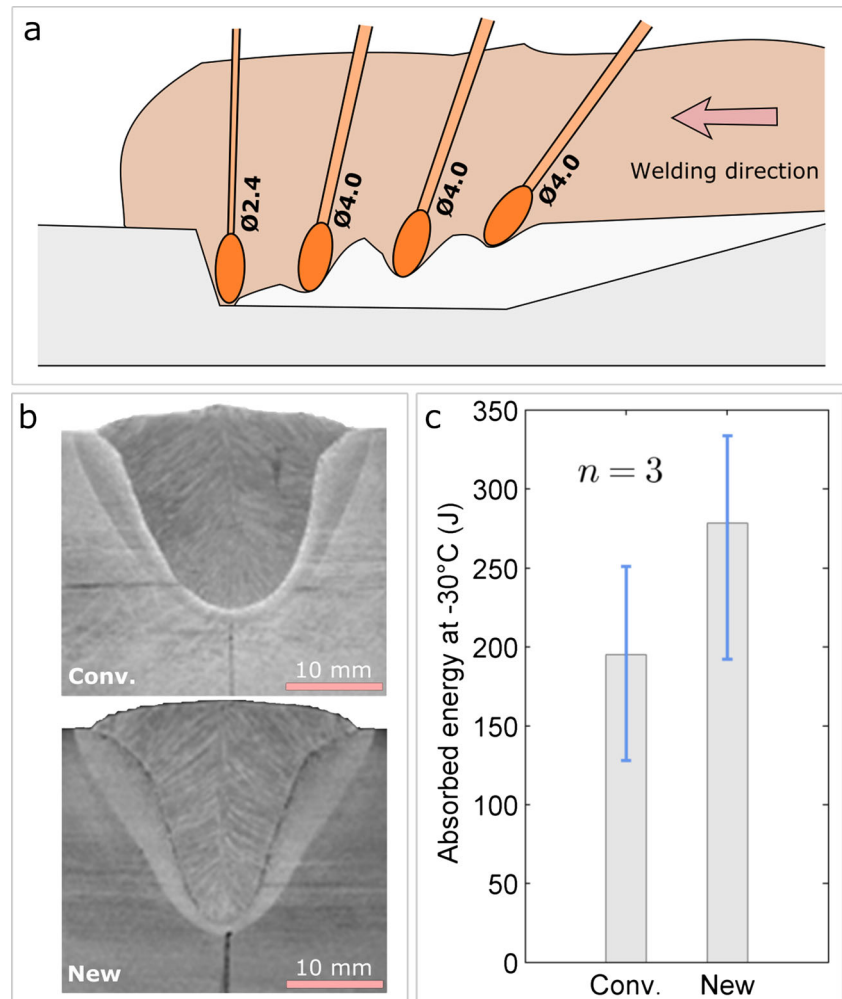 a
Ø2.4
Ø4.0
Ø4.0
Ø4.0
Welding direction
b
Conv.
10 mm
New
10 mm
c
Absorbed energy at -30°C (J)
350
300
250
200
150
100
50
0
n = 3
Conv.
New